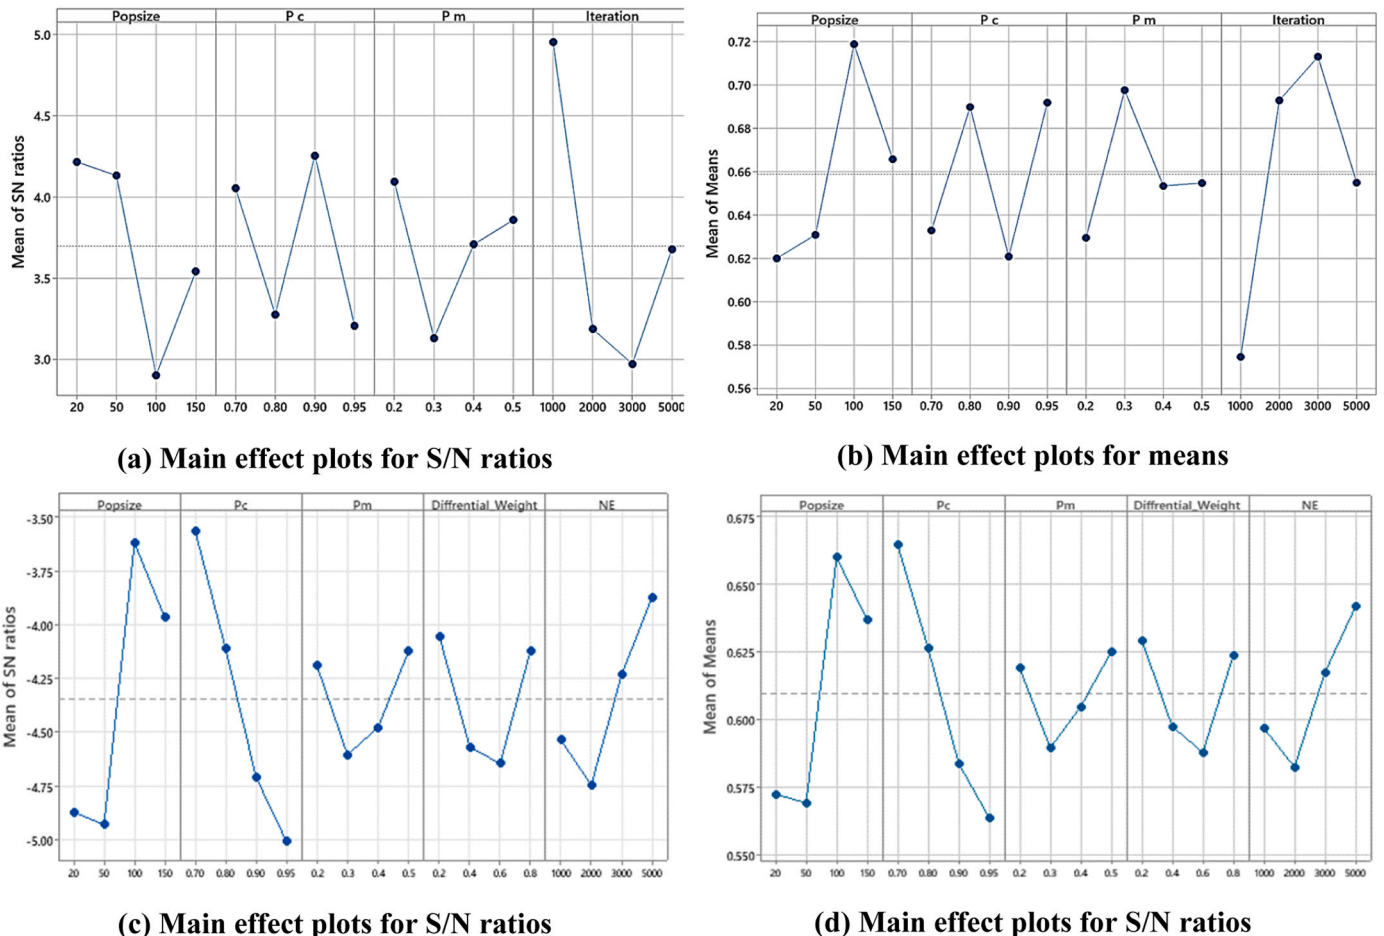 Popsize P c P m Iteration
Mean of SN ratios
5.0
4.5
4.0
3.5
3.0
20 50 100 150 0.70 0.80 0.90 0.95 0.2 0.3 0.4 0.5 1000 2000 3000 5000
(a) Main effect plots for S/N ratios
Popsize P c P m Iteration
Mean of Means
0.72
0.70
0.68
0.66
0.64
0.62
0.60
0.58
0.56
20 50 100 150 0.70 0.80 0.90 0.95 0.2 0.3 0.4 0.5 1000 2000 3000 5000
(b) Main effect plots for means
Popsize Pc Pm Diffrential_Weight NE
Mean of SN ratios
-3.50
-3.75
-4.00
-4.25
-4.50
-4.75
-5.00
20 50 100 150 0.70 0.80 0.90 0.95 0.2 0.3 0.4 0.5 0.2 0.4 0.6 0.8 1000 2000 3000 5000
(c) Main effect plots for S/N ratios
Popsize Pc Pm Diffrential_Weight NE
Mean of Means
0.675
0.650
0.625
0.600
0.575
0.550
20 50 100 150 0.70 0.80 0.90 0.95 0.2 0.3 0.4 0.5 0.2 0.4 0.6 0.8 1000 2000 3000 5000
(d) Main effect plots for S/N ratios